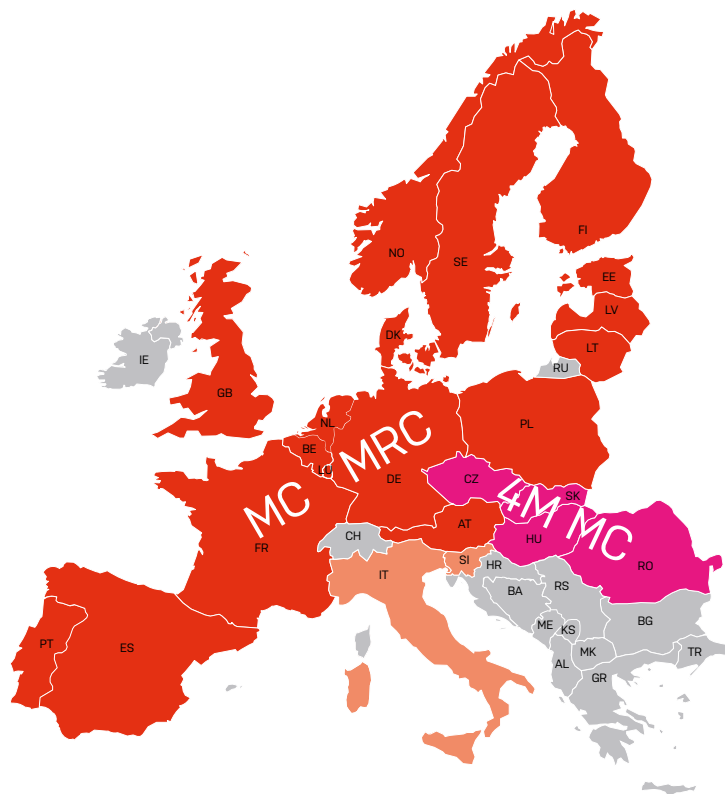 FI
NO
SE
EE
LV
DK
LT
IE
RU
GB
NL
PL
MRC
BE
LU
DE
CZ
MC
4M MC
SK
AT
CH
HU
FR
SI
HR
IT
RO
RS
BA
ME
KS
BG
PT
ES
MK
TR
AL
GR